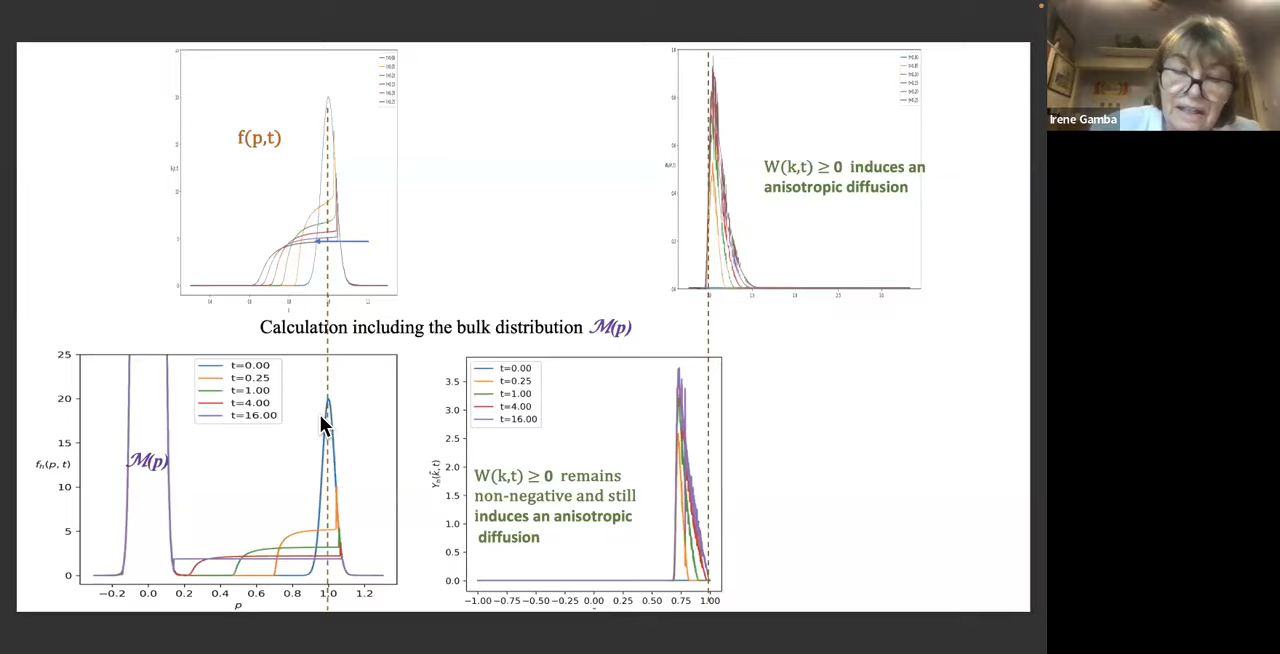 f(p,t)
W(k,t) ≥ 0 induces an
anisotropic diffusion
Irene Gamba
Calculation including the bulk distribution ℳ(p)
25
20
15
10
5
0
f_h(p, t)
t=0.00
t=0.25
t=1.00
t=4.00
t=16.00
ℳ(p)
−0.2 0.0 0.2 0.4 0.6 0.8 1.0 1.2
p
3.5
3.0
2.5
2.0
1.5
1.0
0.5
0.0
t=0.00
t=0.25
t=1.00
t=4.00
t=16.00
W(k,t) ≥ 0 remains
non-negative and still
induces an anisotropic
diffusion
−1.00 −0.75 −0.50 −0.25 0.00 0.25 0.50 0.75 1.00